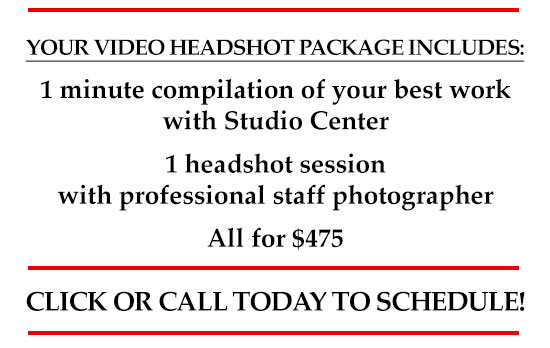 YOUR VIDEO HEADSHOT PACKAGE INCLUDES:
1 minute compilation of your best work
with Studio Center
1 headshot session
with professional staff photographer
All for $475
CLICK OR CALL TODAY TO SCHEDULE!